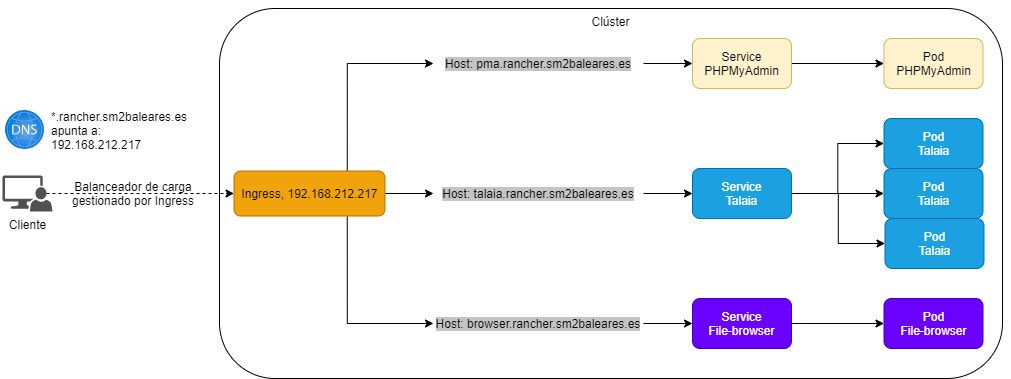 Clúster
DNS
*.rancher.sm2baleares.es
apunta a:
192.168.212.217
Cliente
Balanceador de carga
gestionado por Ingress
Ingress, 192.168.212.217
Host: pma.rancher.sm2baleares.es
Service
PHPMyAdmin
Pod
PHPMyAdmin
Host: talaia.rancher.sm2baleares.es
Service
Talaia
Pod
Talaia
Pod
Talaia
Pod
Talaia
Host: browser.rancher.sm2baleares.es
Service
File-browser
Pod
File-browser